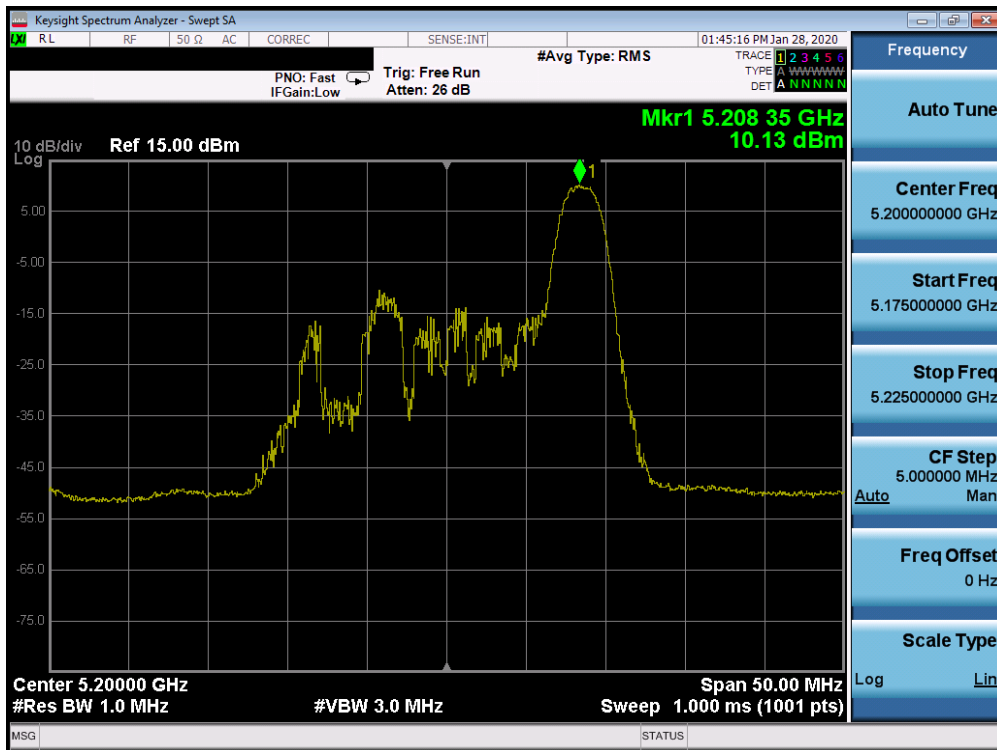 Keysight Spectrum Analyzer - Swept SA
LXI RL RF 50 Ω AC CORREC SENSE:INT 01:45:16 PM Jan 28, 2020
#Avg Type: RMS TRACE 1 2 3 4 5 6
PNO: Fast Trig: Free Run TYPE A WWWWW
IFGain:Low Atten: 26 dB DET A N N N N N
Mkr1 5.208 35 GHz
10.13 dBm
10 dB/div Ref 15.00 dBm
Log
1
5.00
-5.00
-15.0
-25.0
-35.0
-45.0
-55.0
-65.0
-75.0
Center 5.20000 GHz Span 50.00 MHz
#Res BW 1.0 MHz #VBW 3.0 MHz Sweep 1.000 ms (1001 pts)
MSG STATUS
Frequency
Auto Tune
Center Freq
5.200000000 GHz
Start Freq
5.175000000 GHz
Stop Freq
5.225000000 GHz
CF Step
5.000000 MHz
Auto Man
Freq Offset
0 Hz
Scale Type
Log Lin